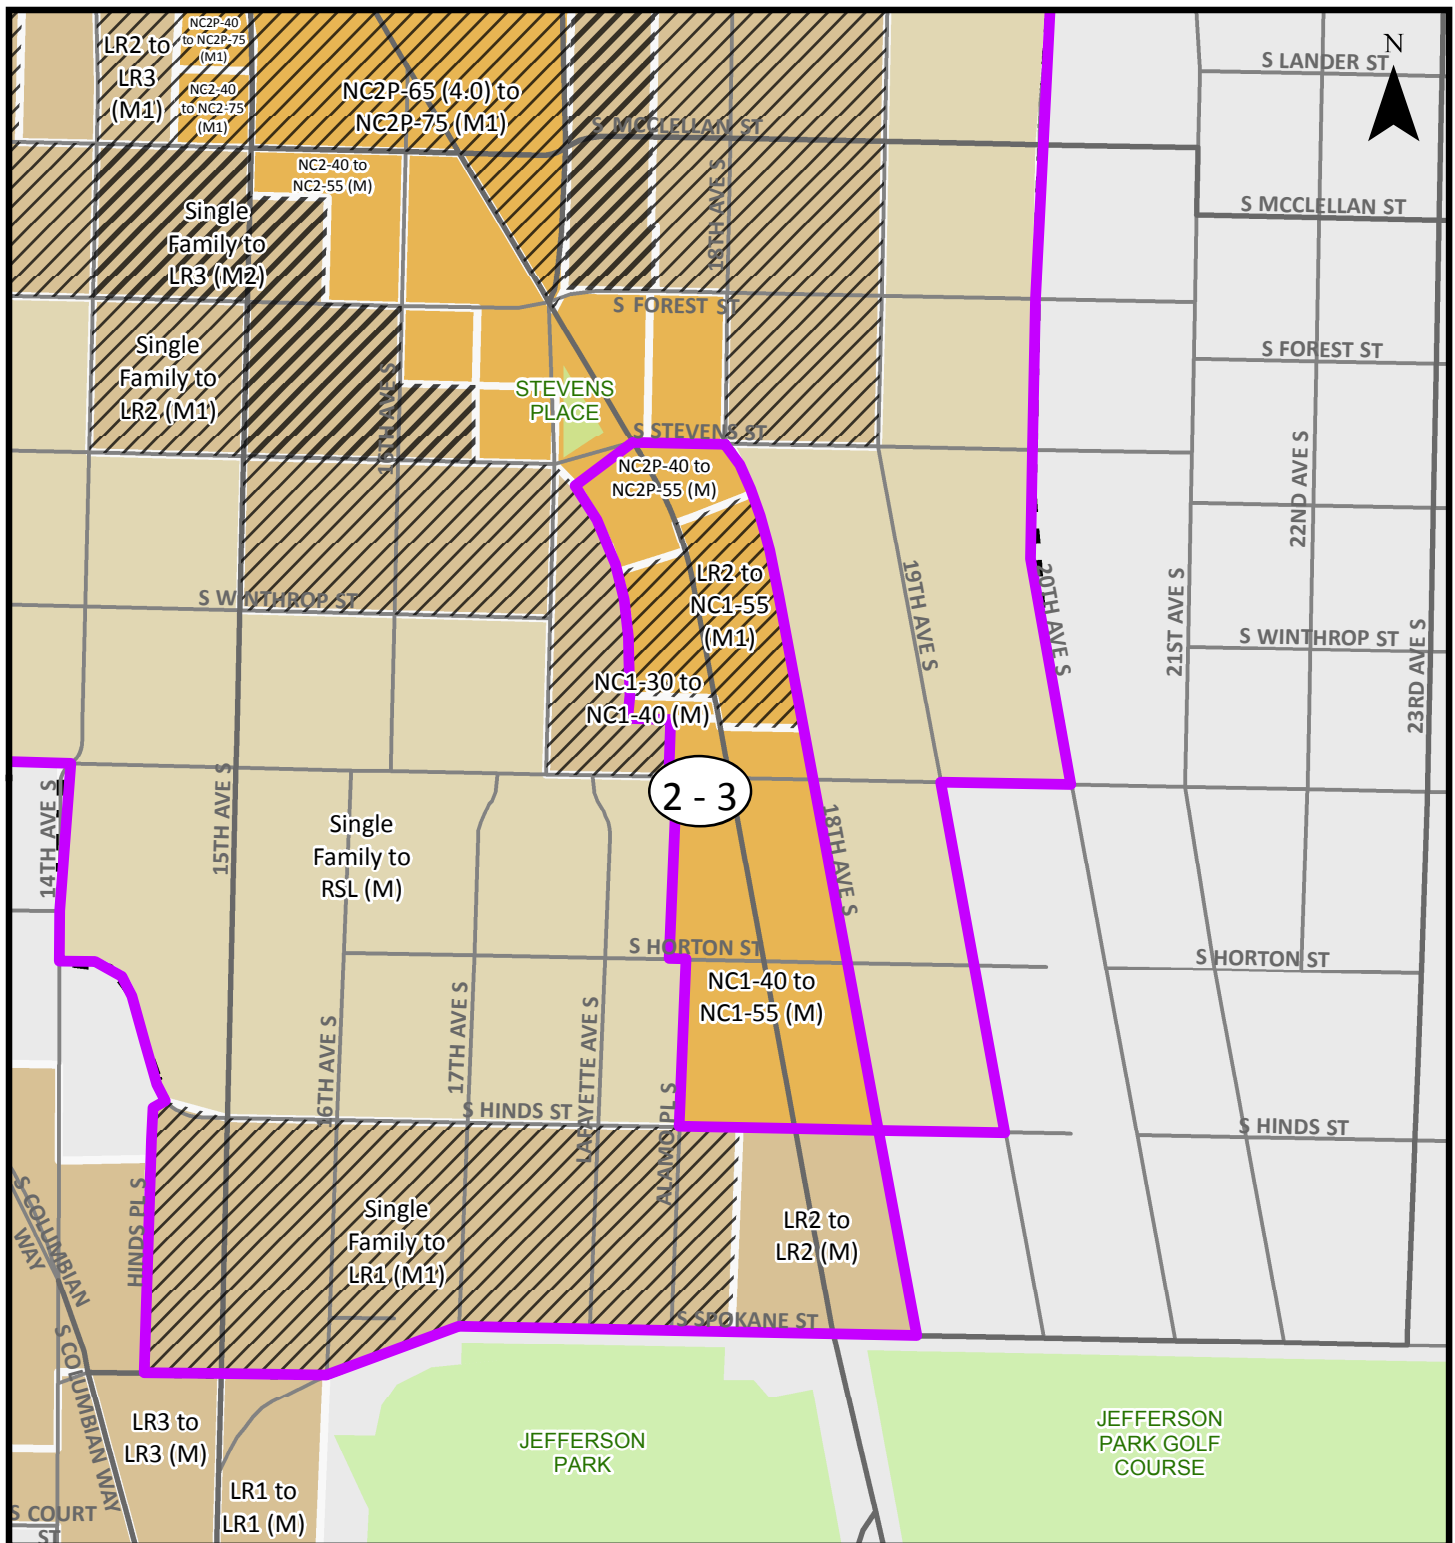 NC2P-40
to NC2P-75
(M1)
LR2 to
LR3
(M1)
NC2-40
to NC2-75
(M1)
NC2P-65 (4.0) to
NC2P-75 (M1)
N
S LANDER ST
S MCCLELLAN ST
18TH AVE S
S MCCLELLAN ST
NC2-40 to
NC2-55 (M)
Single
Family to
LR3 (M2)
S FOREST ST
S FOREST ST
Single
Family to
LR2 (M1)
15TH AVE S
STEVENS
PLACE
S STEVENS ST
NC2P-40 to
NC2P-55 (M)
22ND AVE S
LR2 to
NC1-55
(M1)
19TH AVE S
20TH AVE S
21ST AVE S
S WINTHROP ST
S WINTHROP ST
23RD AVE S
NC1-30 to
NC1-40 (M)
2 - 3
14TH AVE S
15TH AVE S
Single
Family to
RSL (M)
18TH AVE S
S HORTON ST
S HORTON ST
NC1-40 to
NC1-55 (M)
16TH AVE S
17TH AVE S
LAFAYETTE AVE S
ALAMO PL S
S HINDS ST
S HINDS ST
S COLUMBIAN
WAY
HINDS PL S
Single
Family to
LR1 (M1)
LR2 to
LR2 (M)
S SPOKANE ST
S COLUMBIAN WAY
LR3 to
LR3 (M)
JEFFERSON
PARK
JEFFERSON
PARK GOLF
COURSE
LR1 to
LR1 (M)
S COURT
ST